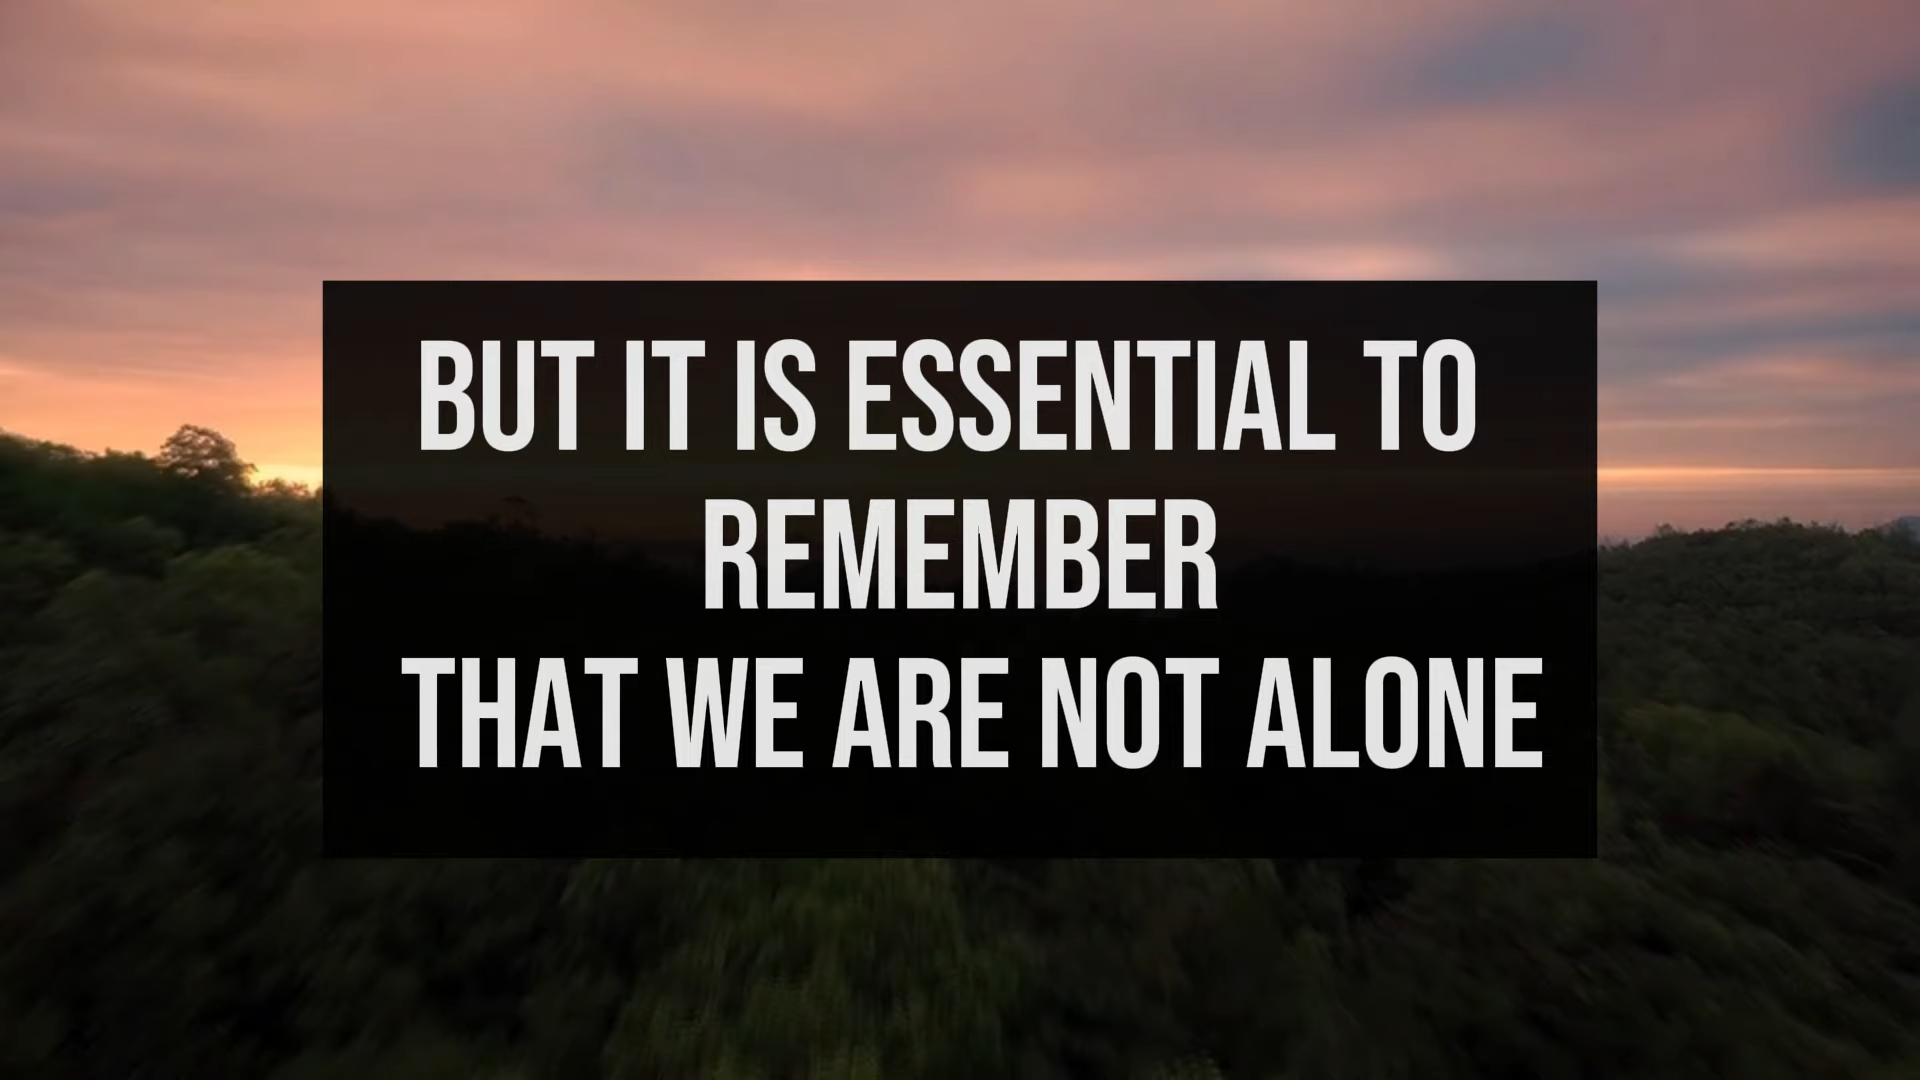 BUT IT IS ESSENTIAL TO
REMEMBER
THAT WE ARE NOT ALONE